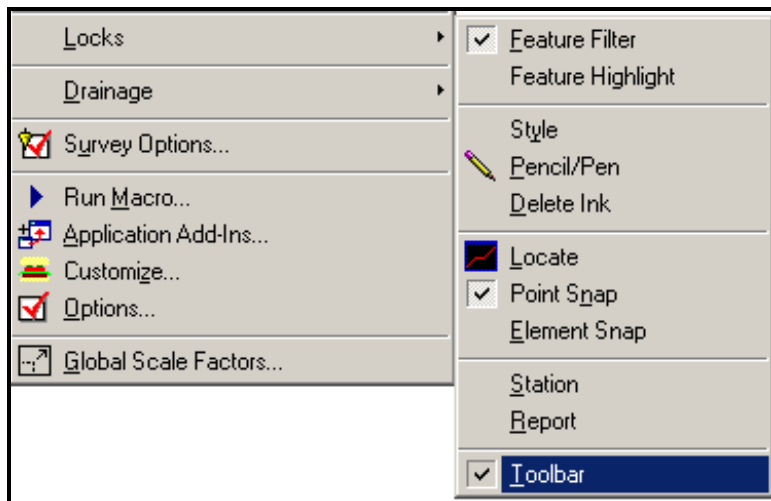 Locks
Drainage
Survey Options...
Run Macro...
Application Add-Ins...
Customize...
Options...
Global Scale Factors...
Feature Filter
Feature Highlight
Style
Pencil/Pen
Delete Ink
Locate
Point Snap
Element Snap
Station
Report
Toolbar